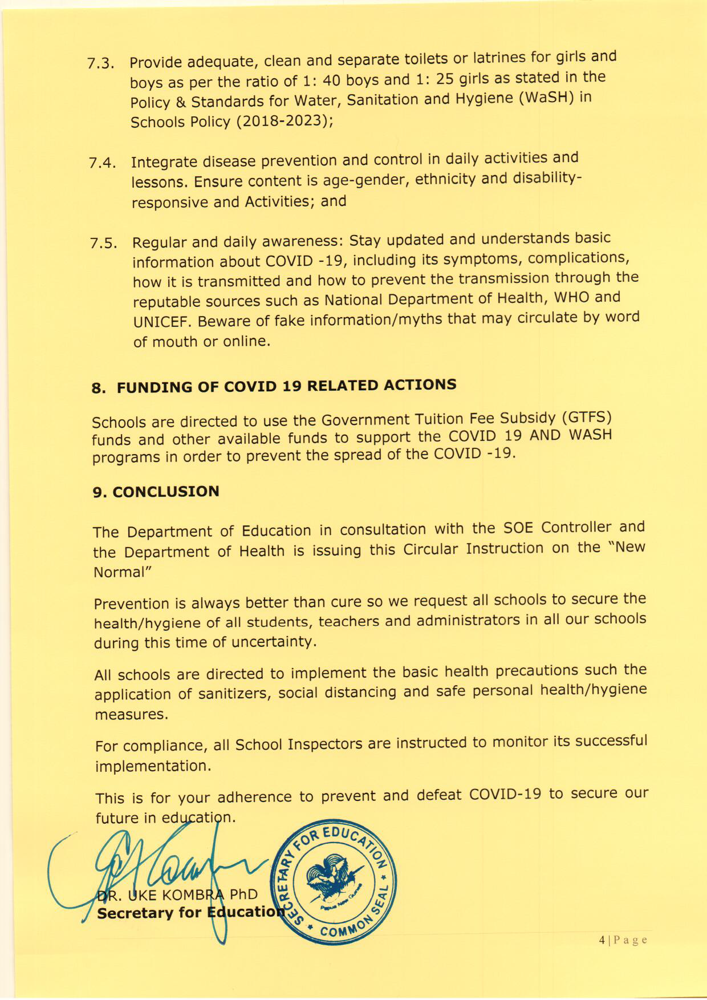 7.3. Provide adequate, clean and separate toilets or latrines for girls and
boys as per the ratio of 1: 40 boys and 1: 25 girls as stated in the
Policy & Standards for Water, Sanitation and Hygiene (WaSH) in
Schools Policy (2018-2023);
7.4. Integrate disease prevention and control in daily activities and
lessons. Ensure content is age-gender, ethnicity and disability-
responsive and Activities; and
7.5. Regular and daily awareness: Stay updated and understands basic
information about COVID -19, including its symptoms, complications,
how it is transmitted and how to prevent the transmission through the
reputable sources such as National Department of Health, WHO and
UNICEF. Beware of fake information/myths that may circulate by word
of mouth or online.
8. FUNDING OF COVID 19 RELATED ACTIONS
Schools are directed to use the Government Tuition Fee Subsidy (GTFS)
funds and other available funds to support the COVID 19 AND WASH
programs in order to prevent the spread of the COVID -19.
9. CONCLUSION
The Department of Education in consultation with the SOE Controller and
the Department of Health is issuing this Circular Instruction on the “New
Normal”
Prevention is always better than cure so we request all schools to secure the
health/hygiene of all students, teachers and administrators in all our schools
during this time of uncertainty.
All schools are directed to implement the basic health precautions such the
application of sanitizers, social distancing and safe personal health/hygiene
measures.
For compliance, all School Inspectors are instructed to monitor its successful
implementation.
This is for your adherence to prevent and defeat COVID-19 to secure our
future in education.
DR. UKE KOMBRA PhD
Secretary for Education
SECRETARY FOR EDUCATION
Papua New Guinea
* COMMON SEAL *
4|Page